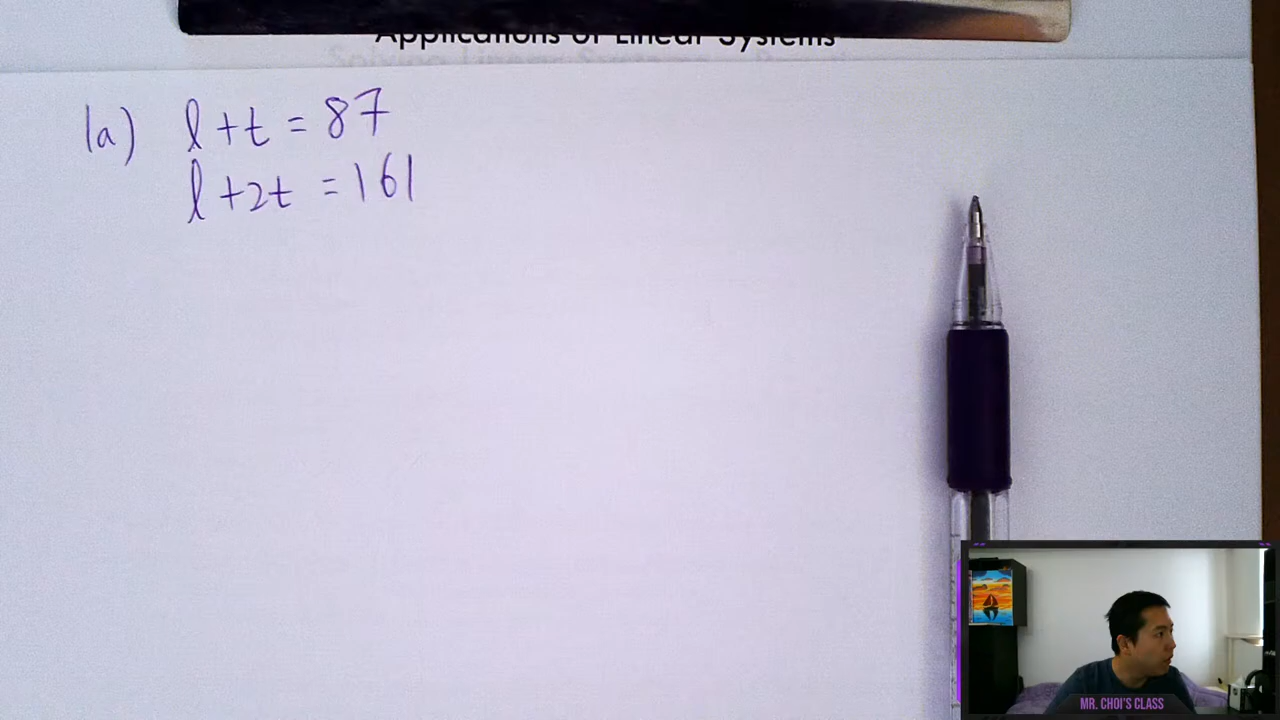 Applications of Linear Systems
1a) l + t = 87
l + 2t = 161
MR. CHOI'S CLASS